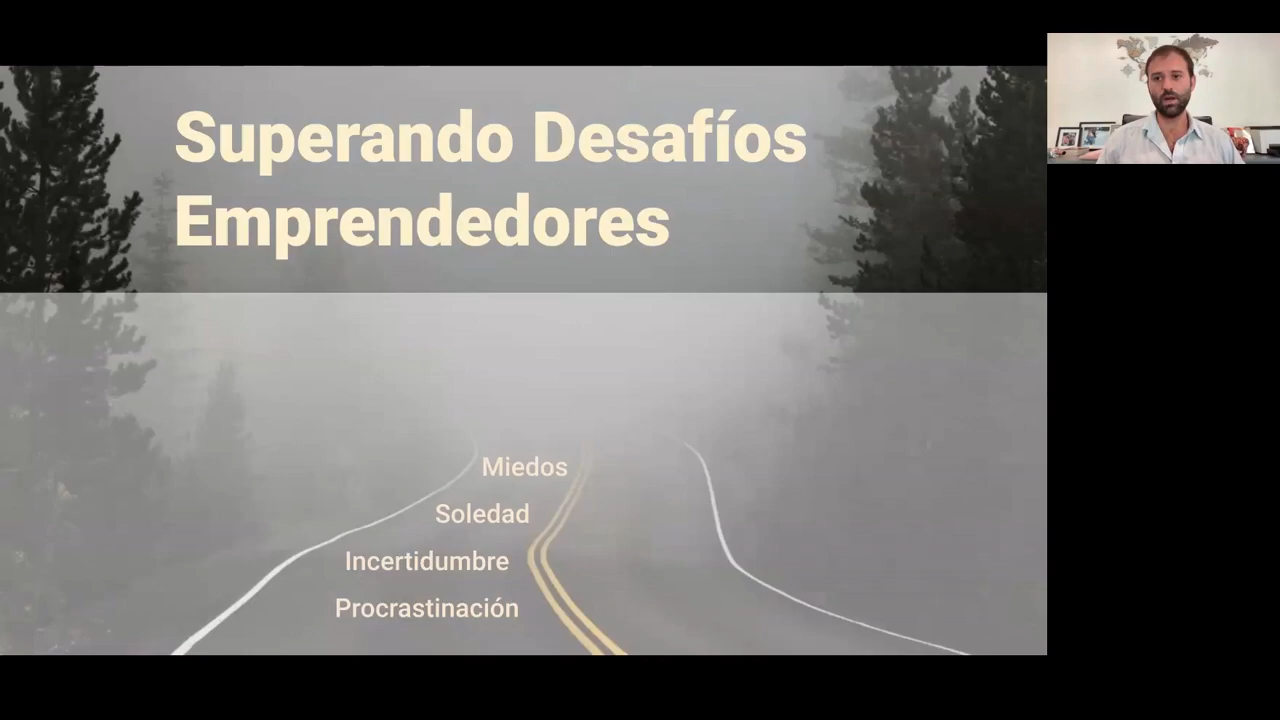 Superando Desafíos
Emprendedores
Miedos
Soledad
Incertidumbre
Procrastinación